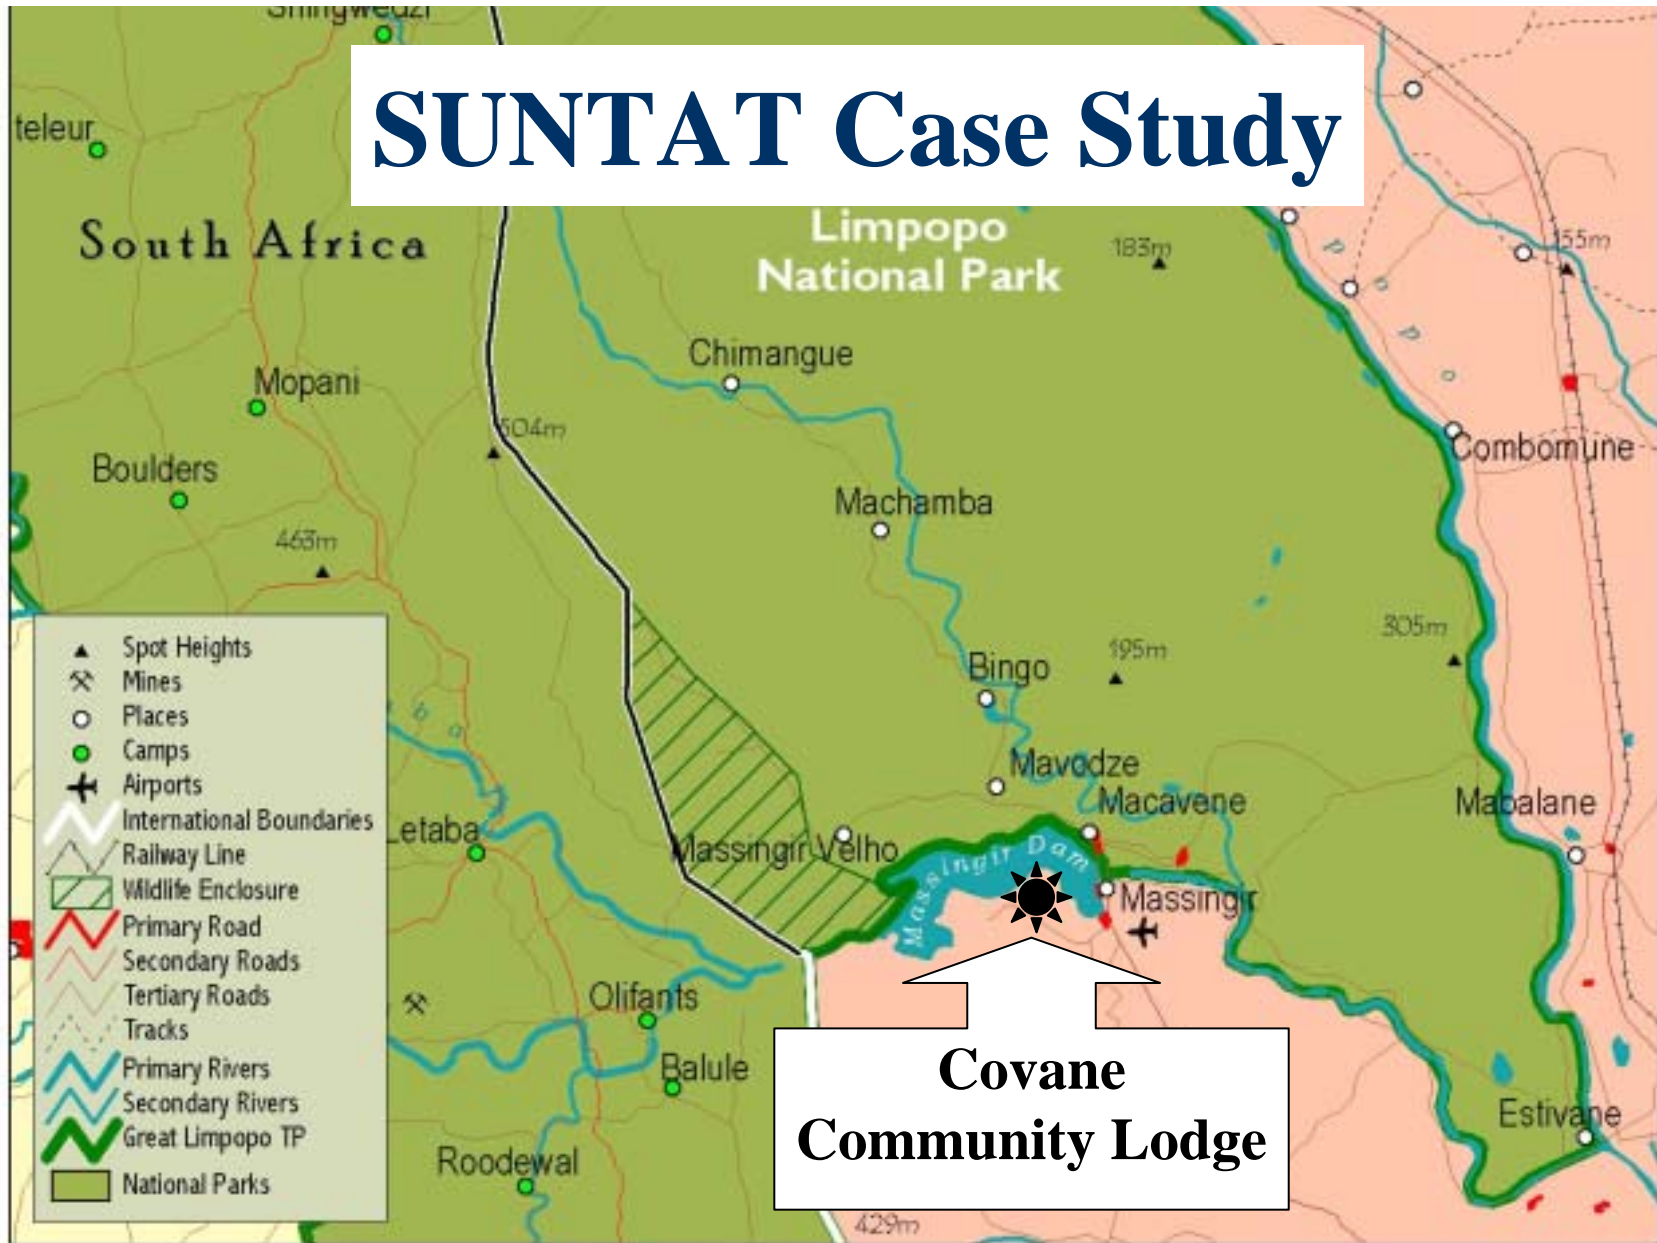 Shingwedzi
SUNTAT Case Study
teleur
South Africa
Limpopo
National Park
183m
155m
p
o
p
o
Chimangue
Mopani
504m
Combomune
Boulders
Machamba
463m
305m
195m
Bingo
Spot Heights
Mines
Places
Camps
Airports
International Boundaries
Railway Line
Wildlife Enclosure
Primary Road
Secondary Roads
Tertiary Roads
Tracks
Primary Rivers
Secondary Rivers
Great Limpopo TP
National Parks
b a
Mavodze
Macavene
Mabalane
Letaba
Massingir Velho
Massingir Dam
Massingir
Olifants
Balule
Covane
Community Lodge
Estivane
Roodewal
429m